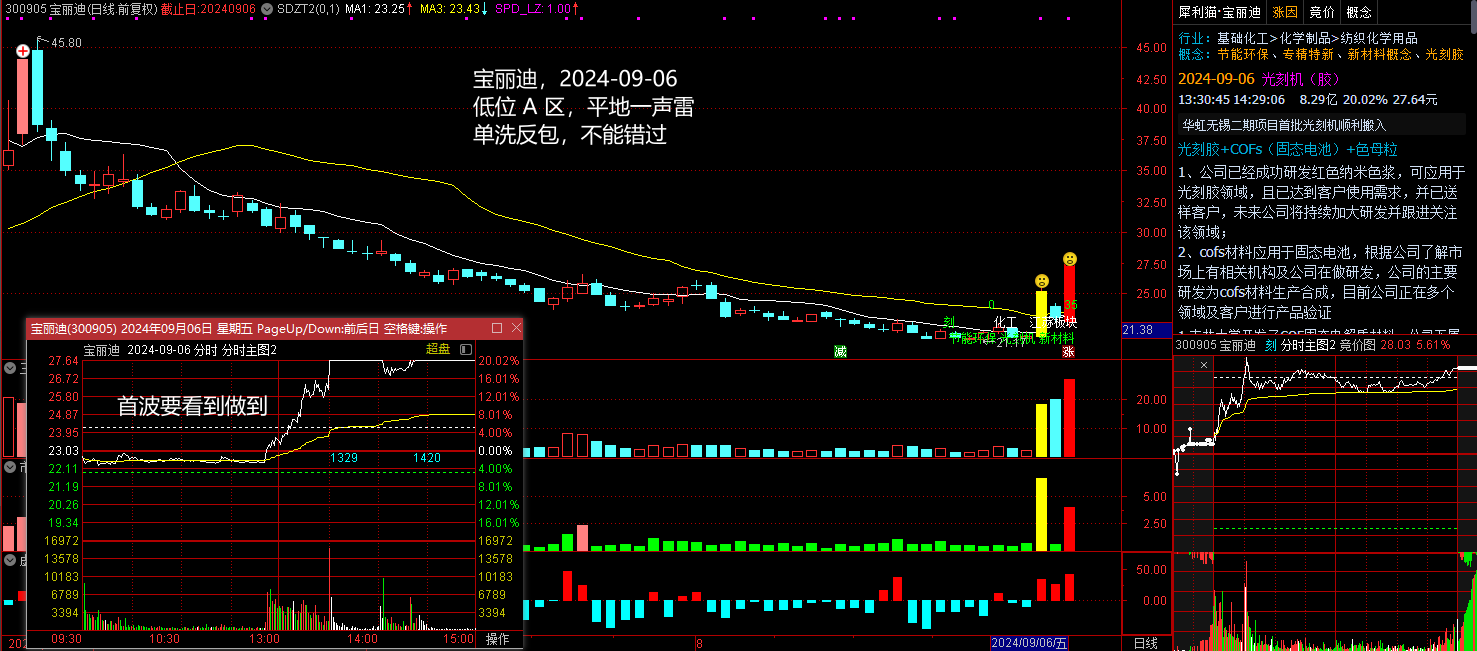 300905 宝丽迪(日线.前复权) 截止日:20240906 SDZT2(0,1) MA1: 23.25↑ MA3: 23.43↓ SPD_LZ: 1.00↑
45.80
宝丽迪，2024-09-06
低位 A 区，平地一声雷
单洗反包，不能错过
45.00
42.50
40.00
37.50
35.00
32.50
30.00
27.50
25.00
21.38
0
35
刻
化工
减
涨
20.00
10.00
5.00
2.50
50.00
0.00
8
2024/09/06/五
日线
宝丽迪(300905) 2024年09月06日 星期五 PageUp/Down:前后日 空格键:操作
宝丽迪 2024-09-06 分时 分时主图2 超盘
首波要看到做到
27.64 20.02%
26.72 16.01%
25.80 12.01%
24.87 8.01%
23.95 4.00%
23.03 0.00%
22.11 4.00%
21.19 8.01%
20.26 12.01%
19.34 16.01%
16972 16972
13578 13578
10183 10183
6789 6789
3394 3394
1329 1420
09:30 10:30 13:00 14:00 15:00 操作
犀利猫·宝丽迪 涨因 竞价 概念
行业：基础化工>化学制品>纺织化学用品
概念：节能环保、专精特新、新材料概念、光刻胶
2024-09-06 光刻机（胶）
13:30:45 14:29:06 8.29亿 20.02% 27.64元
华虹无锡二期项目首批光刻机顺利搬入
光刻胶+COFs（固态电池）+色母粒
1、公司已经成功研发红色纳米色浆，可应用于
光刻胶领域，且已达到客户使用需求，并已送
样客户，未来公司将持续加大研发并跟进关注
该领域；
2、cofs材料应用于固态电池，根据公司了解市
场上有相关机构及公司在做研发，公司的主要
研发为cofs材料生产合成，目前公司正在多个
领域及客户进行产品验证
300905 宝丽迪 刻 分时主图2 竞价图 28.03 5.61%